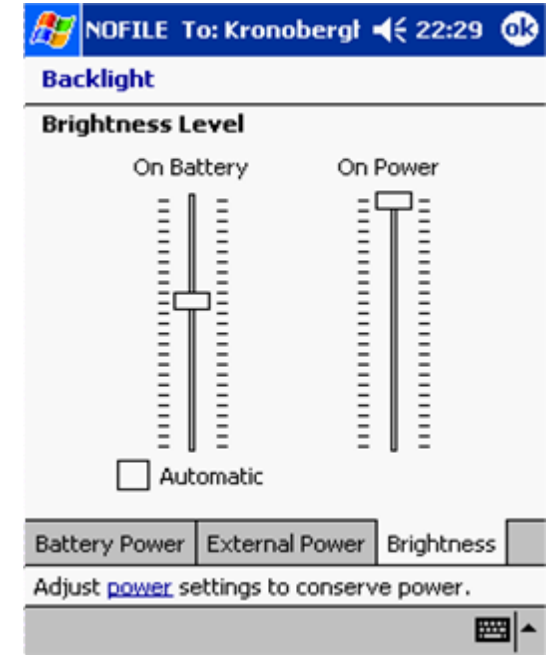 NOFILE To: Kronobergl 22:29 ok
Backlight
Brightness Level
On Battery On Power
Automatic
Battery Power External Power Brightness
Adjust power settings to conserve power.